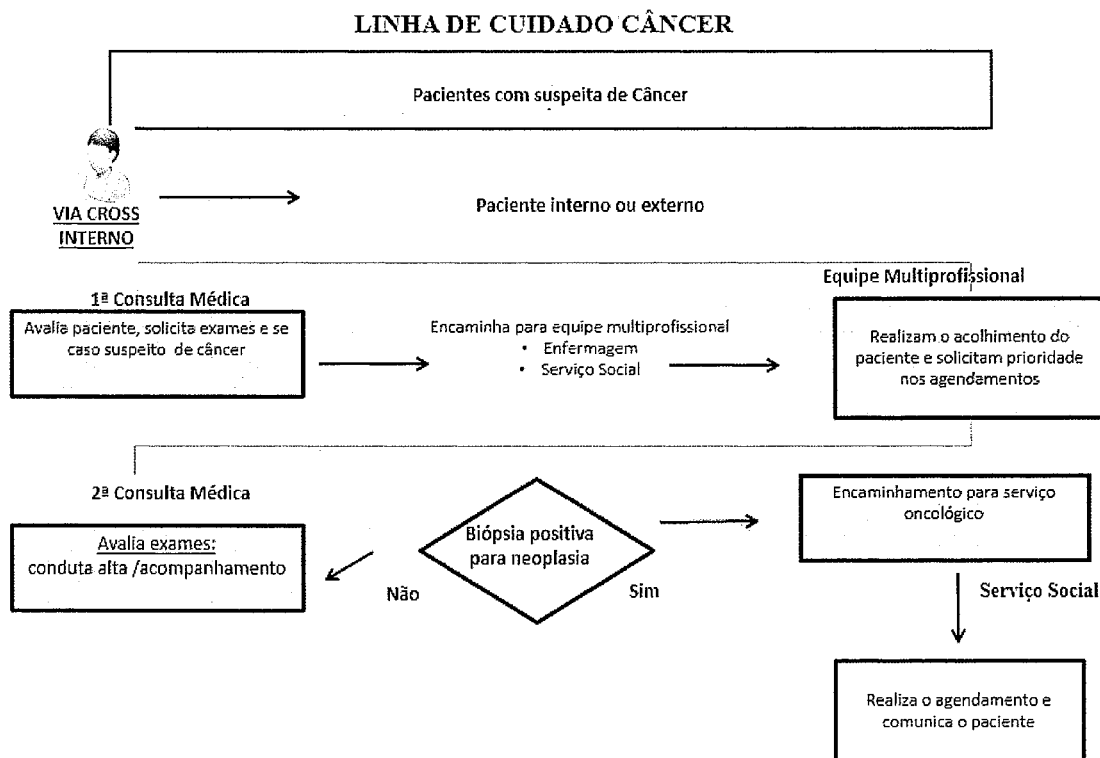 LINHA DE CUIDADO CÂNCER
Pacientes com suspeita de Câncer
VIA CROSS
INTERNO
Paciente interno ou externo
Equipe Multiprofissional
1ª Consulta Médica
Avalia paciente, solicita exames e se
caso suspeito de câncer
Encaminha para equipe multiprofissional
• Enfermagem
• Serviço Social
Realizam o acolhimento do
paciente e solicitam prioridade
nos agendamentos
2ª Consulta Médica
Avalia exames:
conduta alta /acompanhamento
Biópsia positiva
para neoplasia
Não
Sim
Encaminhamento para serviço
oncológico
Serviço Social
Realiza o agendamento e
comunica o paciente